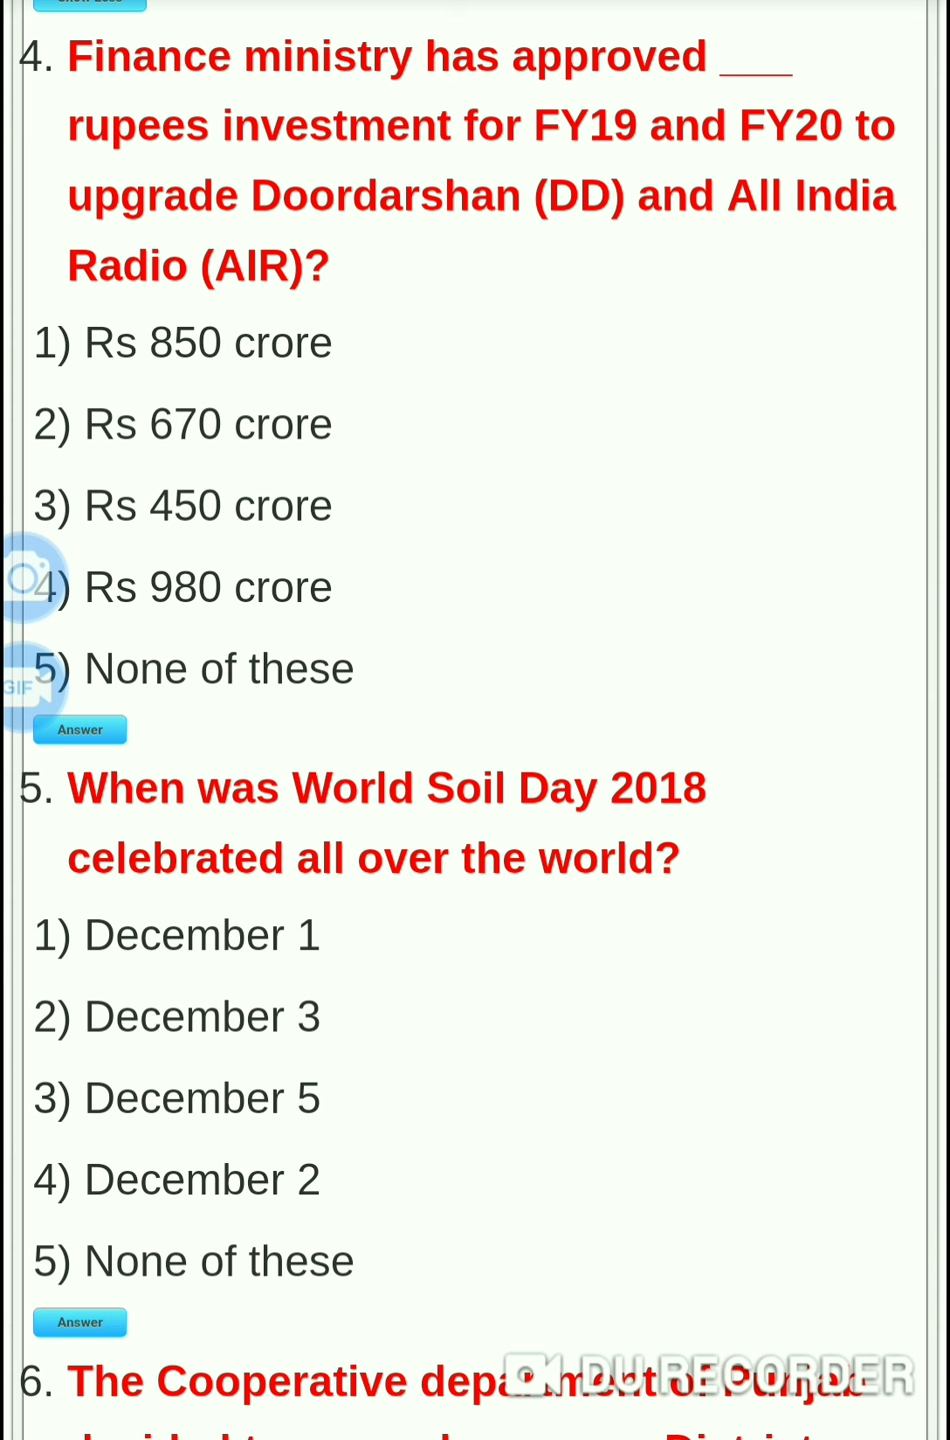 4. Finance ministry has approved ___
rupees investment for FY19 and FY20 to
upgrade Doordarshan (DD) and All India
Radio (AIR)?
1) Rs 850 crore
2) Rs 670 crore
3) Rs 450 crore
4) Rs 980 crore
5) None of these
GIF
Answer
5. When was World Soil Day 2018
celebrated all over the world?
1) December 1
2) December 3
3) December 5
4) December 2
5) None of these
Answer
6. The Cooperative department of Punjab
DU RECORDER